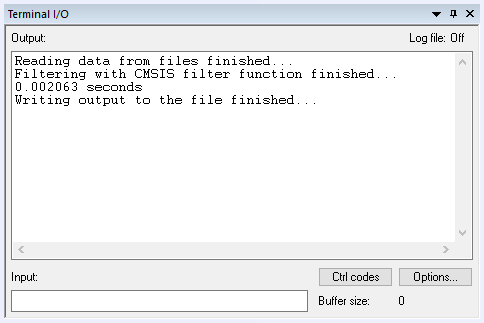 Terminal I/O
Output: Log file: Off
Reading data from files finished...
Filtering with CMSIS filter function finished...
0.002063 seconds
Writing output to the file finished...
Input: Ctrl codes Options...
Buffer size: 0